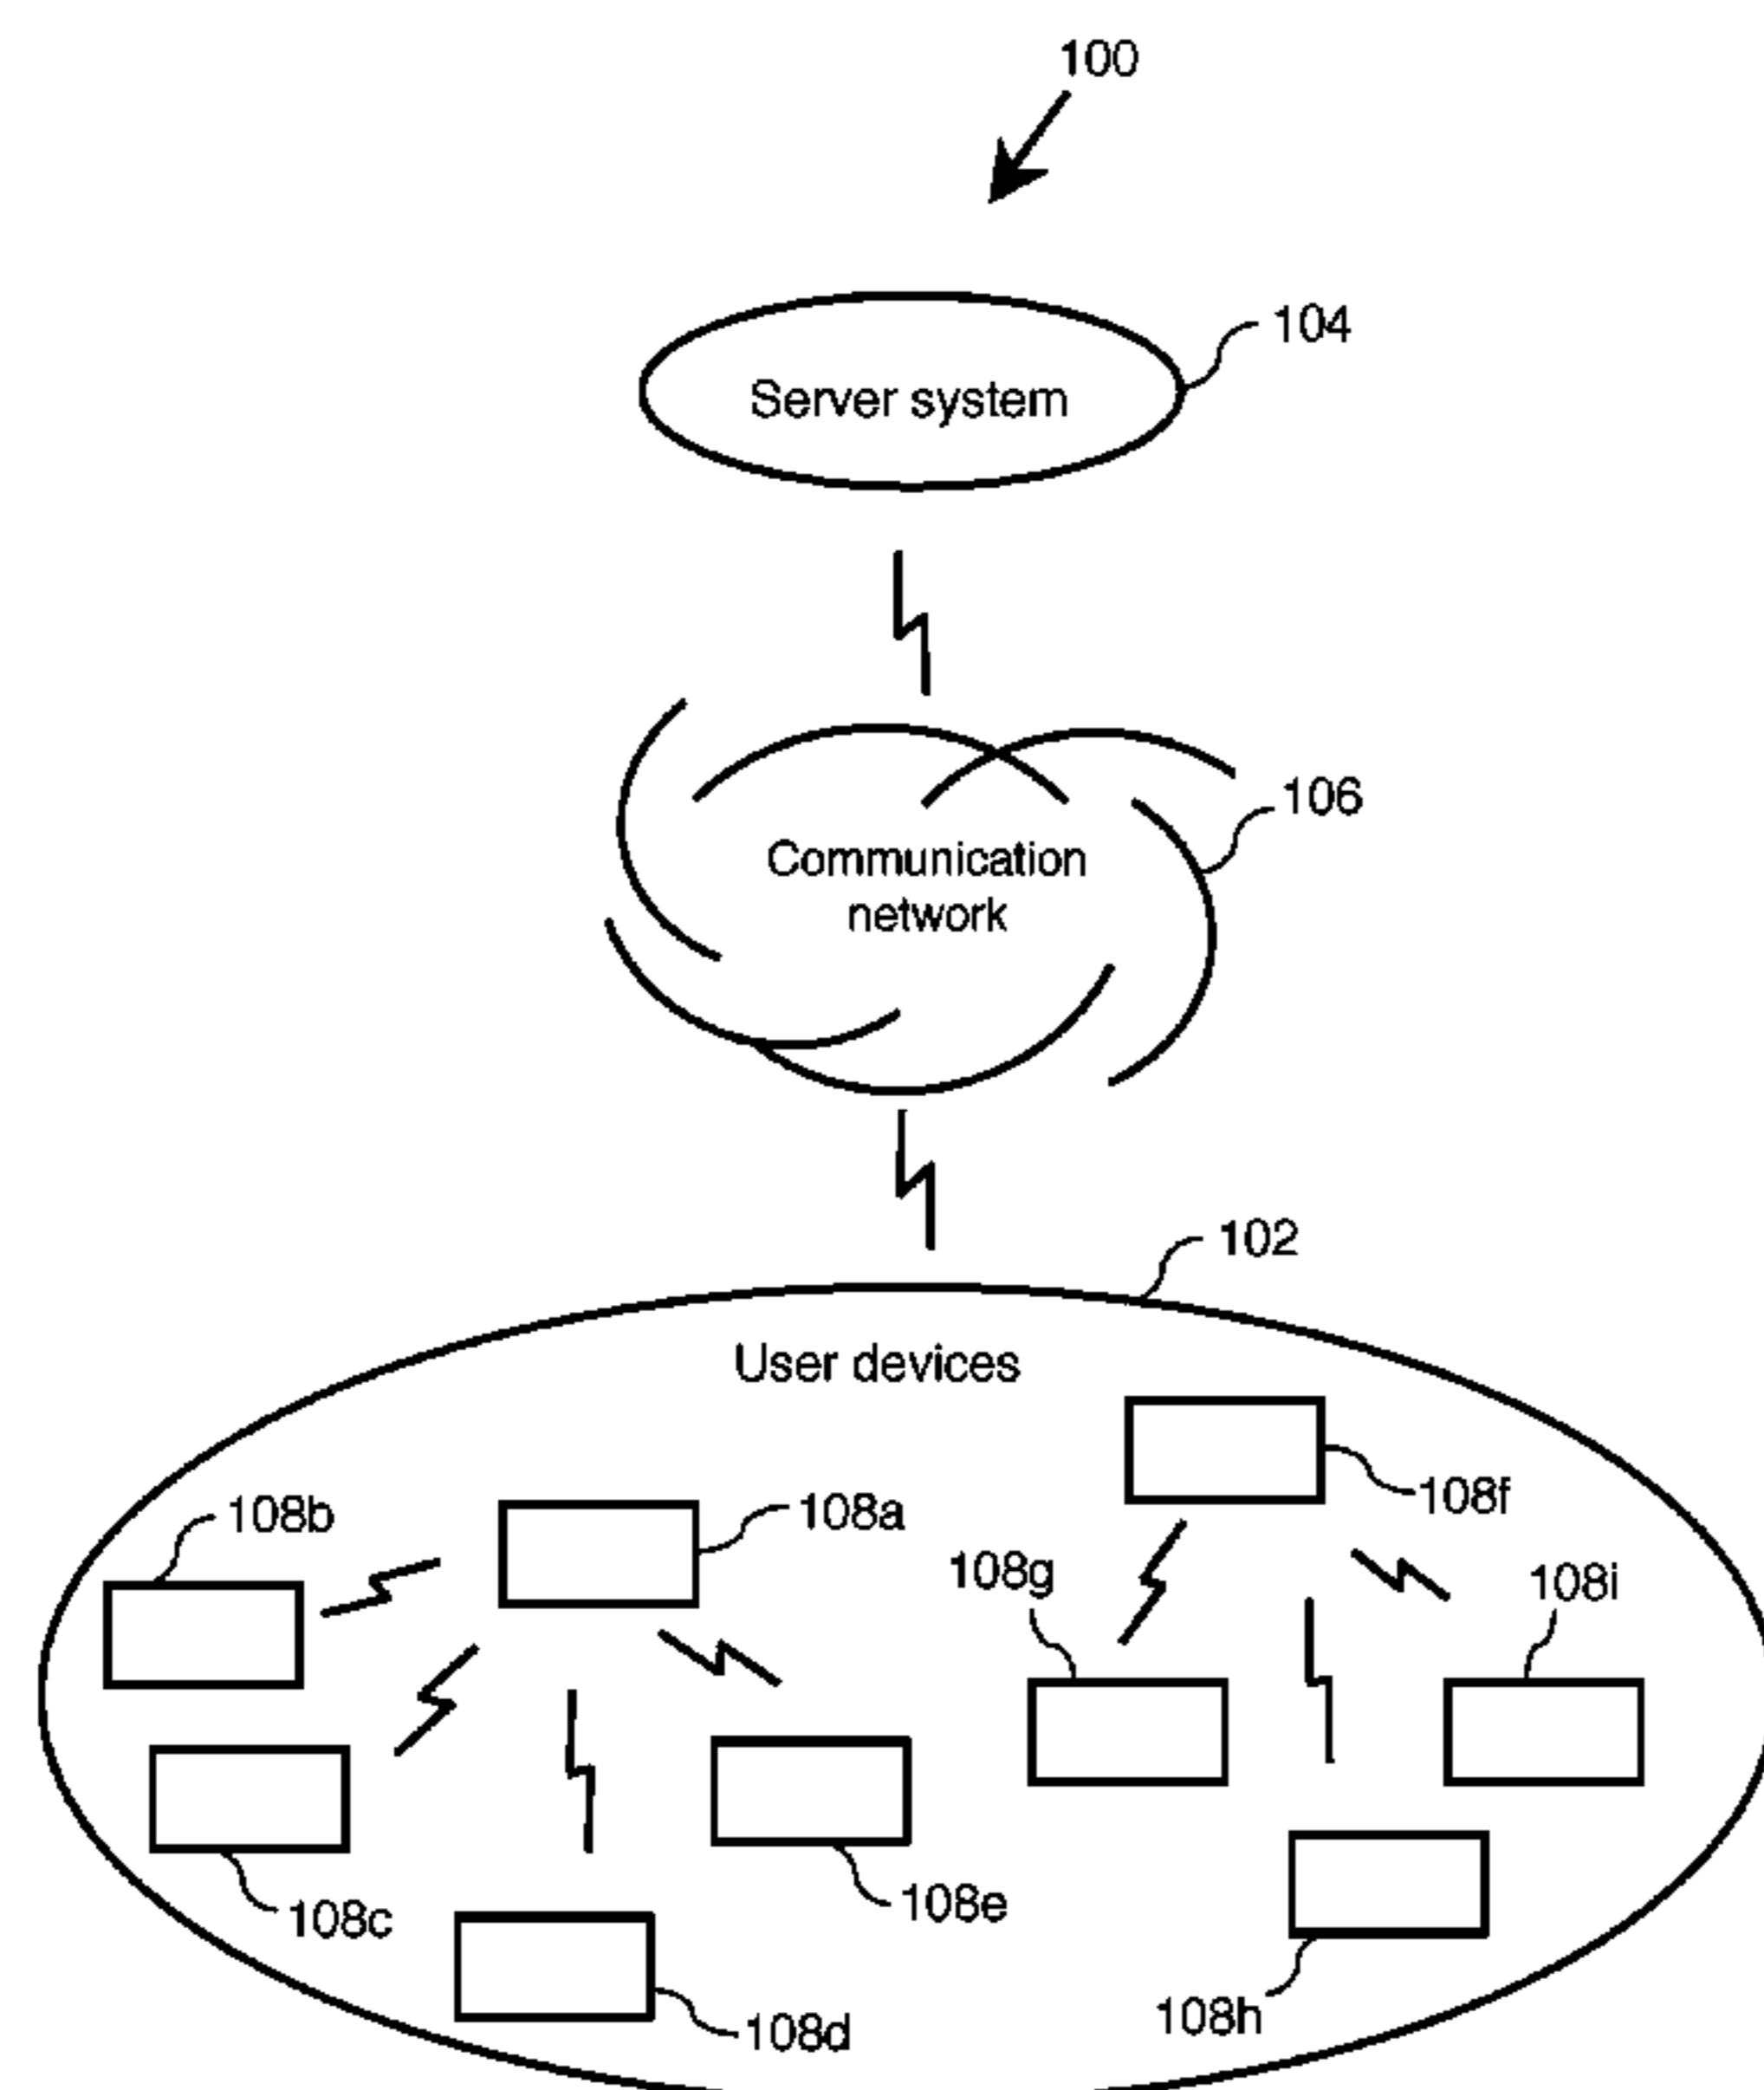 100
104
Server system
106
Communication
network
102
User devices
108f
108b
108a
108g
108i
108c
108e
108h
108d